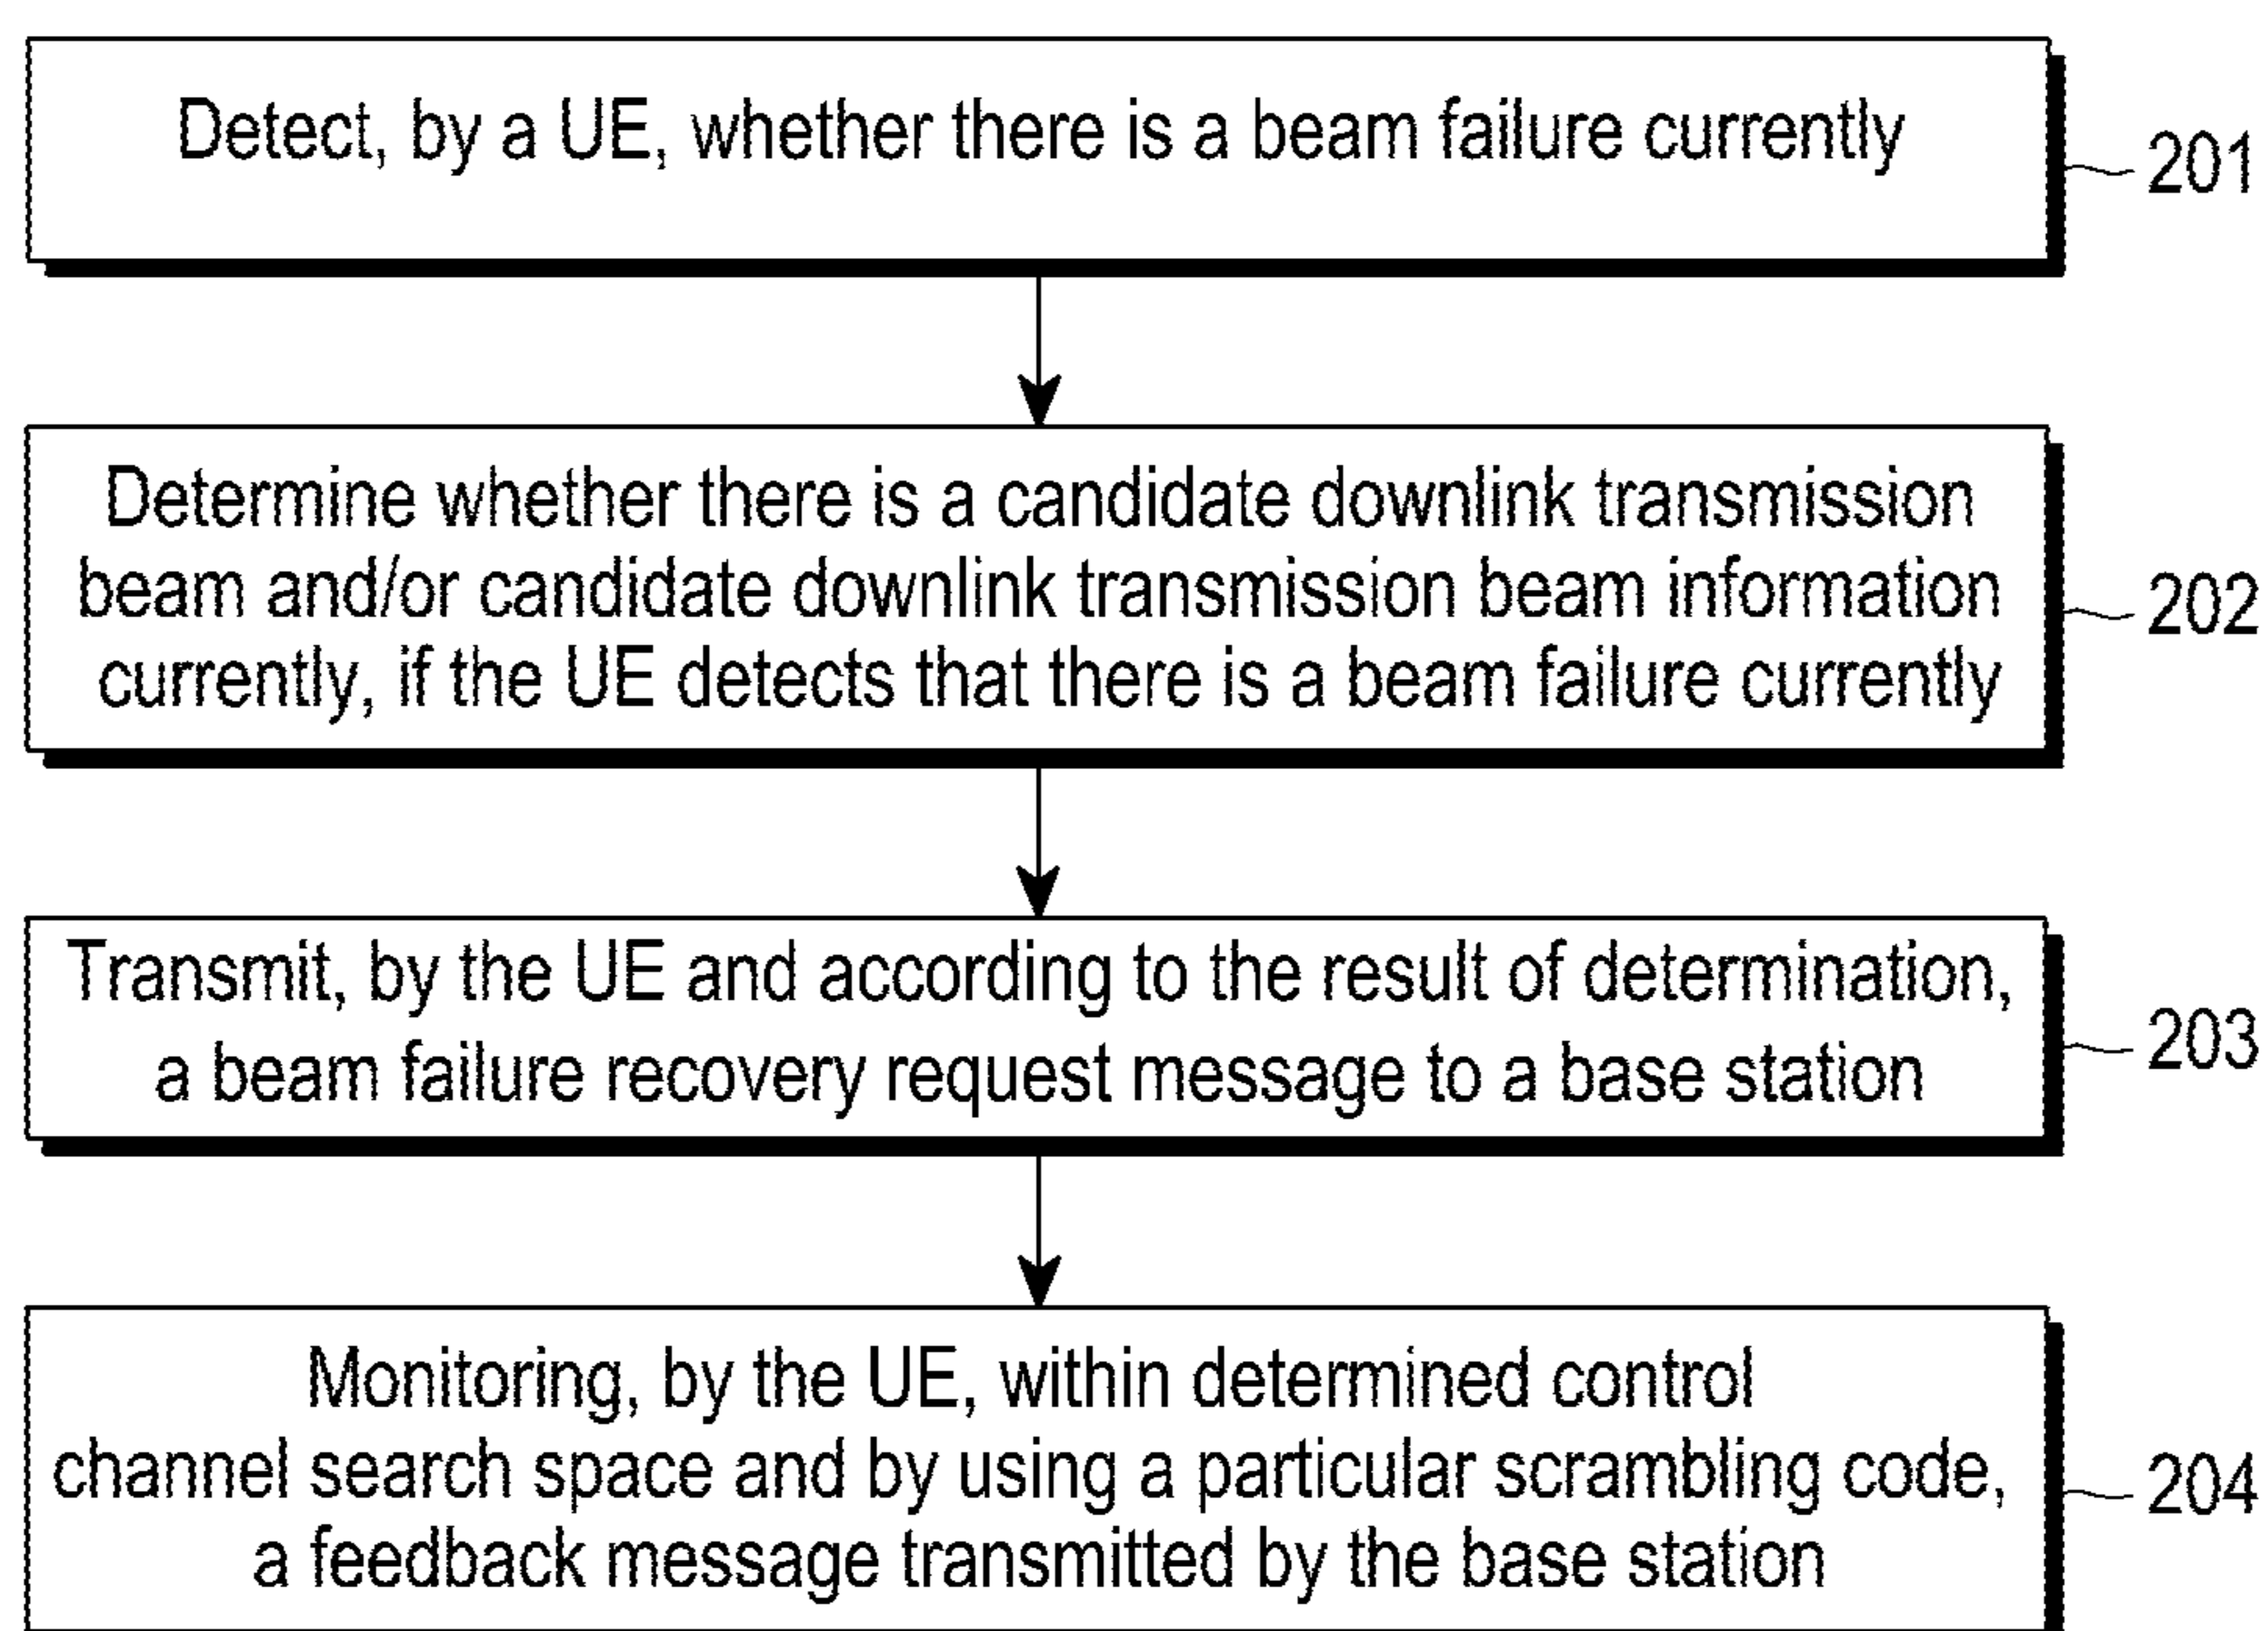 Detect, by a UE, whether there is a beam failure currently
201
Determine whether there is a candidate downlink transmission
beam and/or candidate downlink transmission beam information
currently, if the UE detects that there is a beam failure currently
202
Transmit, by the UE and according to the result of determination,
a beam failure recovery request message to a base station
203
Monitoring, by the UE, within determined control
channel search space and by using a particular scrambling code,
a feedback message transmitted by the base station
204